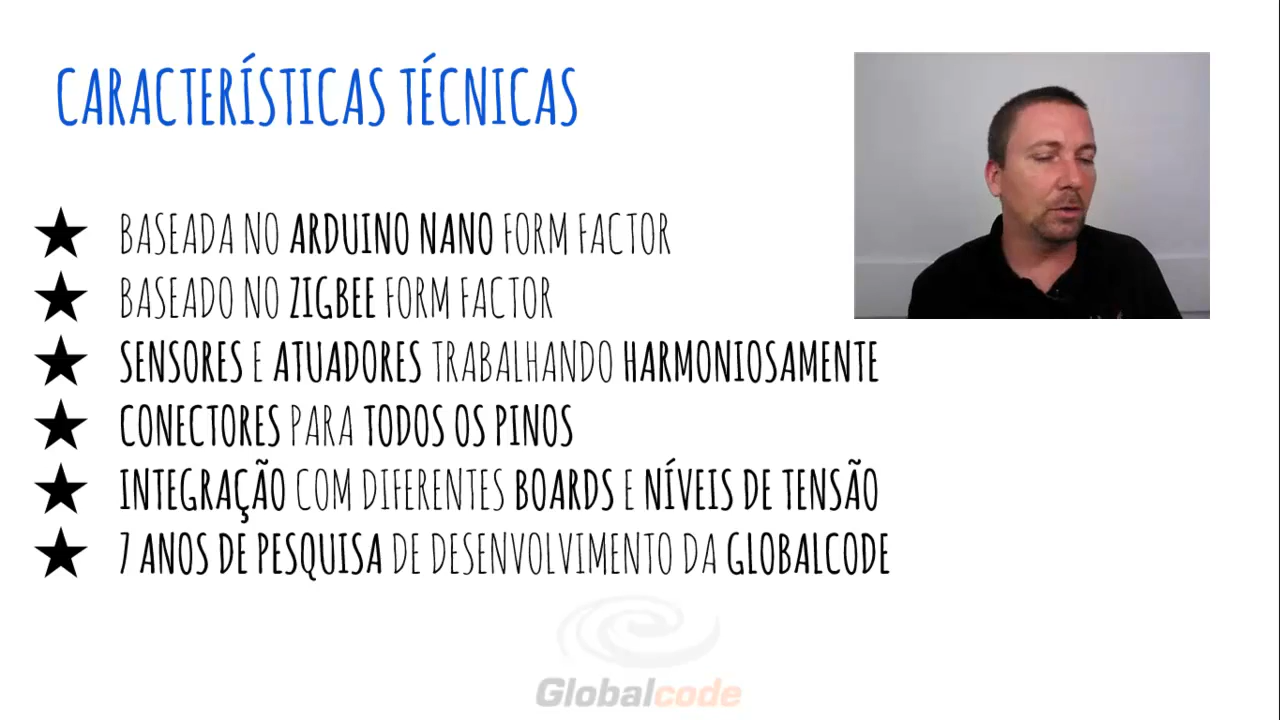 CARACTERÍSTICAS TÉCNICAS
BASEADA NO ARDUINO NANO FORM FACTOR
BASEADO NO ZIGBEE FORM FACTOR
SENSORES E ATUADORES TRABALHANDO HARMONIOSAMENTE
CONECTORES PARA TODOS OS PINOS
INTEGRAÇÃO COM DIFERENTES BOARDS E NÍVEIS DE TENSÃO
7 ANOS DE PESQUISA DE DESENVOLVIMENTO DA GLOBALCODE
Globalcode